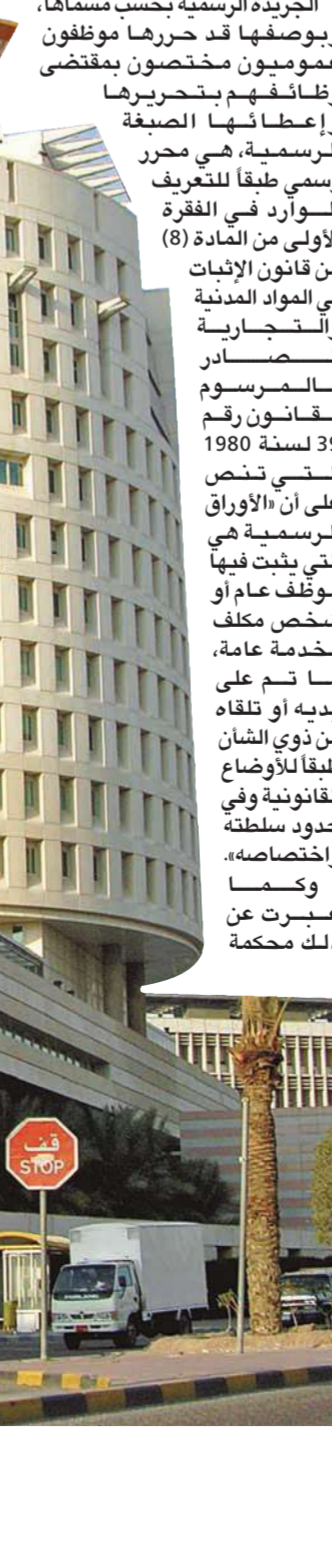 الجريدة الرسمية بحسب مسماها،
وبوصفها قد حررها موظفون
عموميون مختصون بمقتضى
وظائفهم بتحريرها
وإعطائها الصبغة
الرسمية، هي محرر
رسمي طبقاً للتعريف
الوارد في الفقرة
الأولى من المادة (8)
من قانون الإثبات
في المواد المدنية
والتجارية
الصادر
بالمرسوم
بقانون رقم
39 لسنة 1980
التي تنص
على أن «الأوراق
الرسمية هي
التي يثبت فيها
موظف عام أو
شخص مكلف
بخدمة عامة،
ما تم على
يديه أو تلقاه
من ذوي الشأن
طبقاً للأوضاع
القانونية وفي
حدود سلطته
واختصاصه».
وكما
عبرت عن
ذلك محكمة
قف
STOP